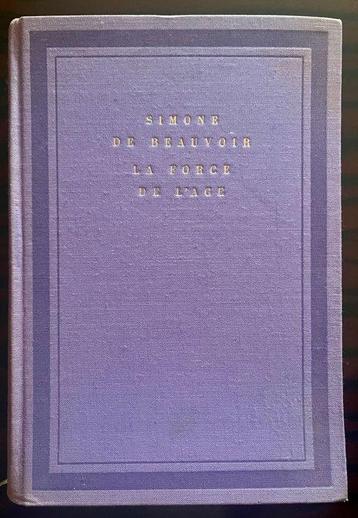 SIMONE
DE BEAUVOIR
LA FORCE
DE L'AGE